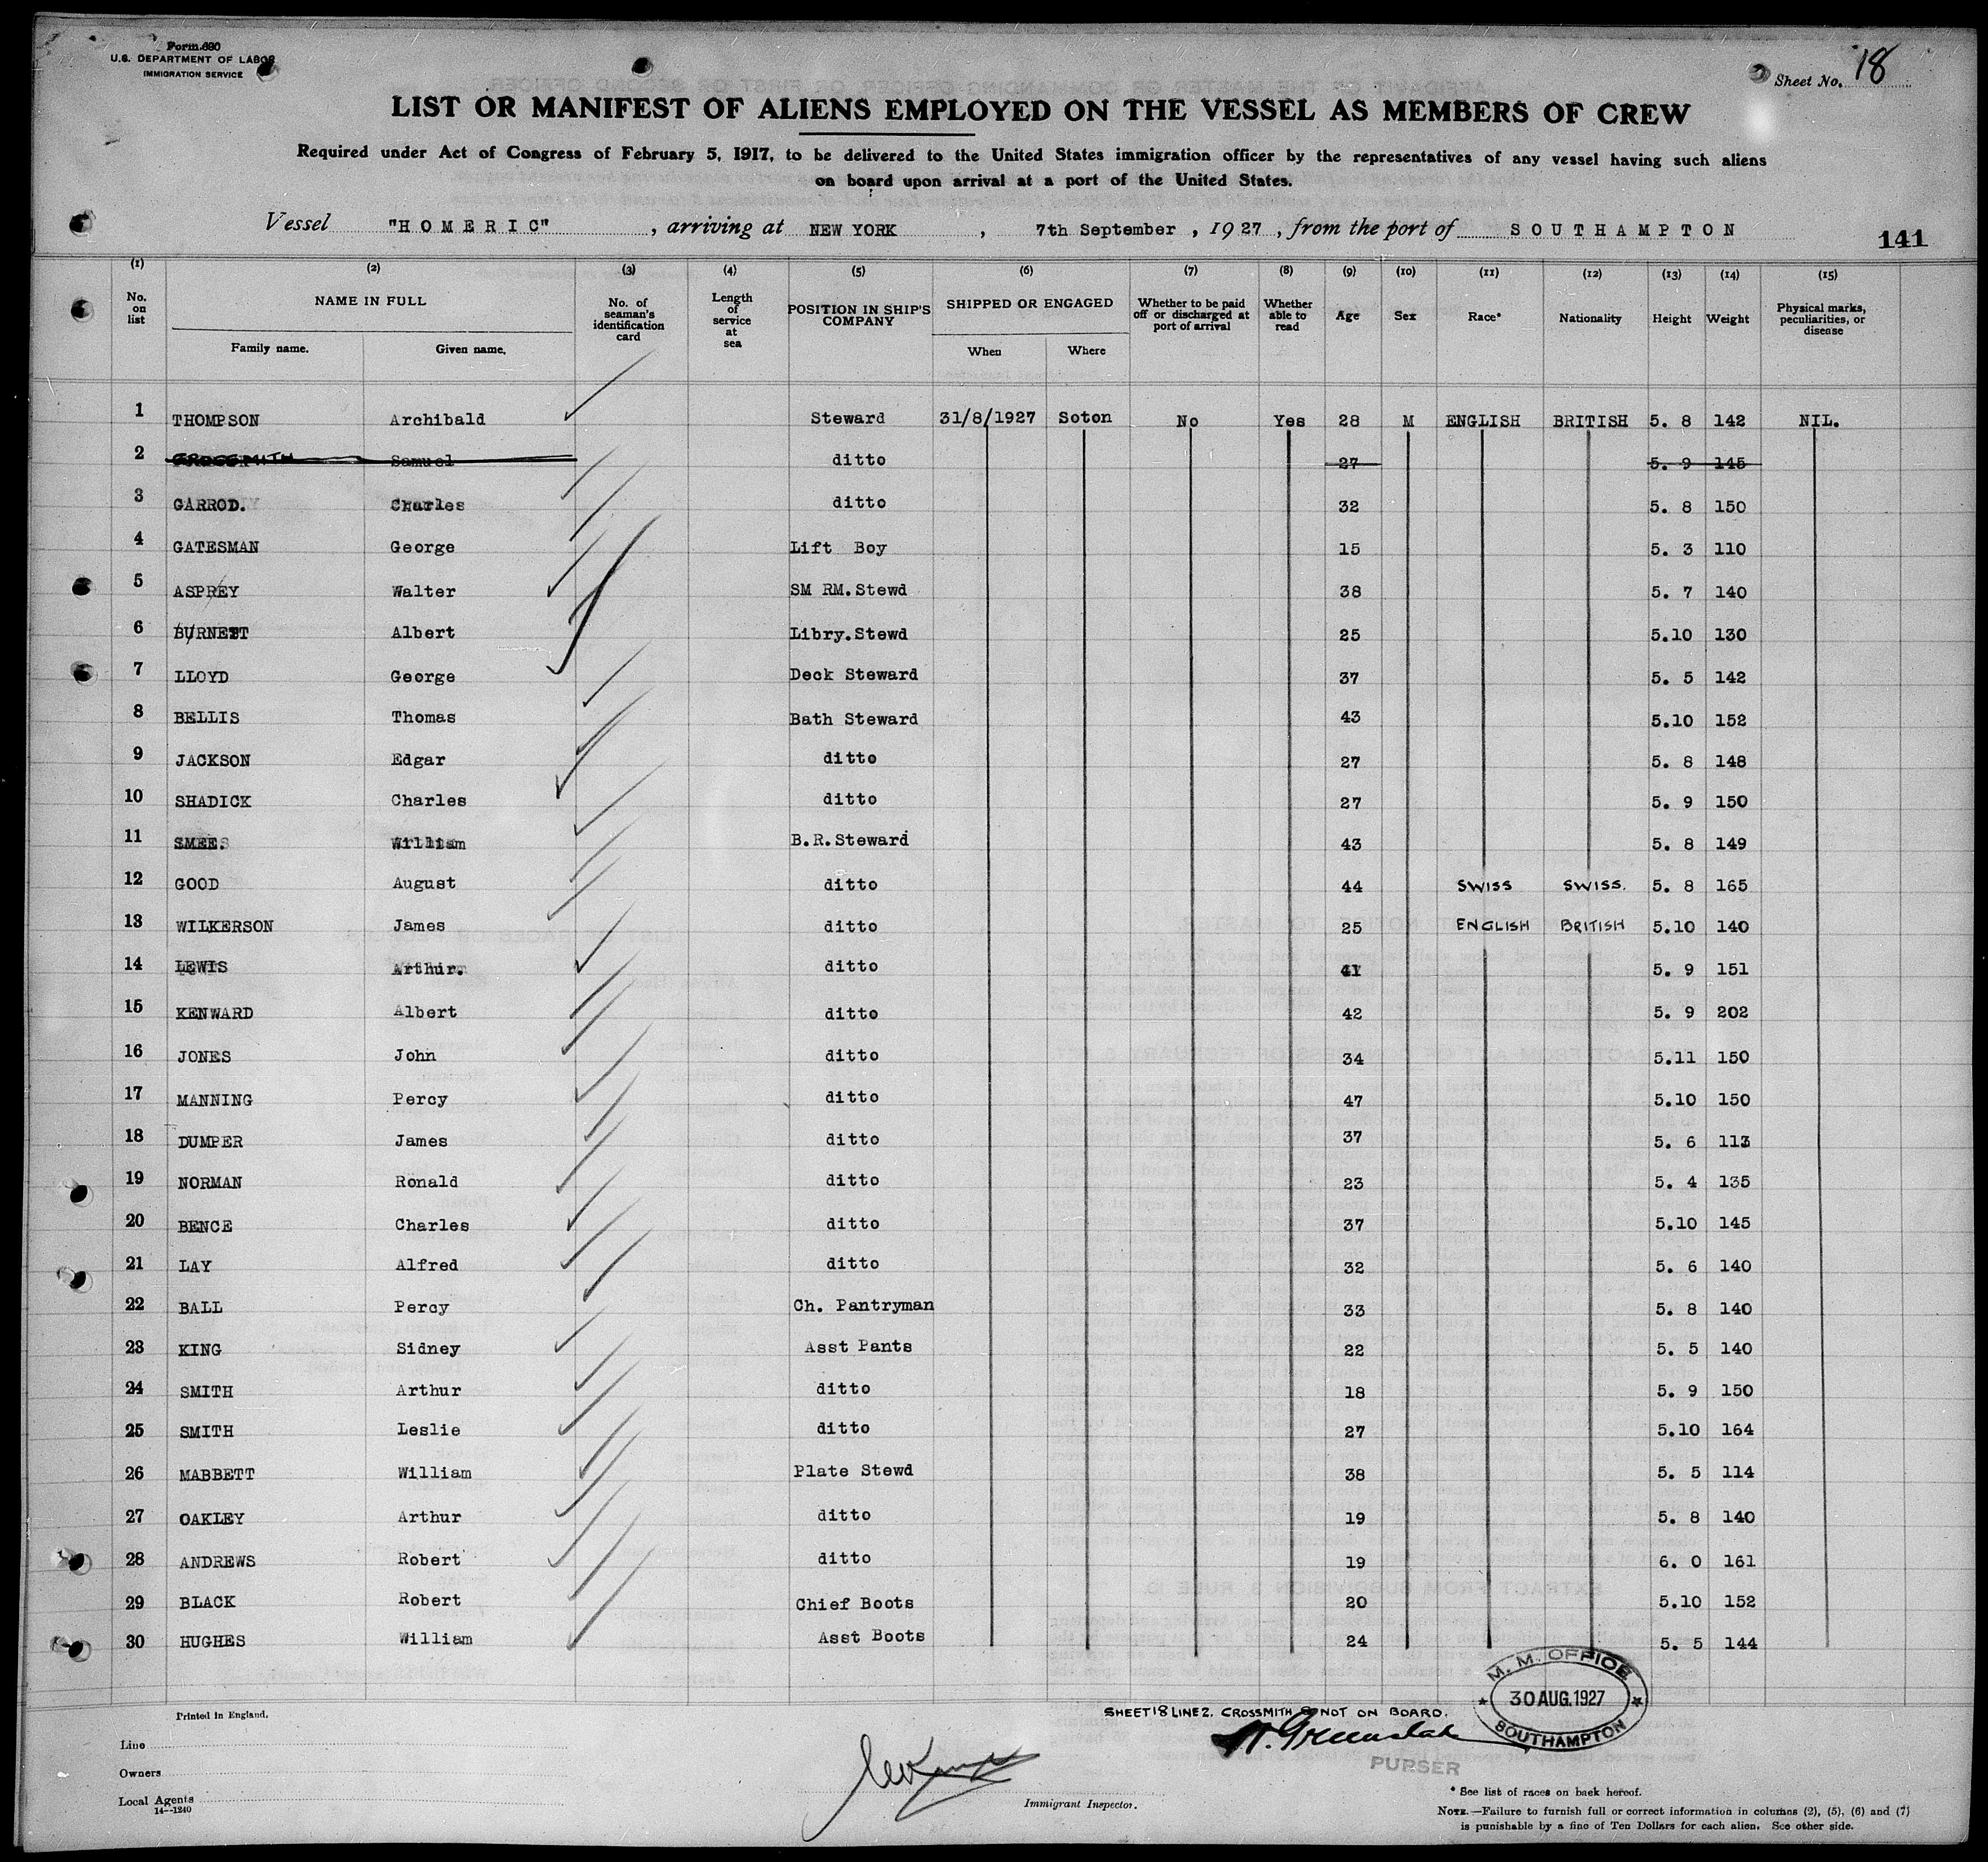 Form 680
U.S. DEPARTMENT OF LABOR
IMMIGRATION SERVICE
Sheet No. 18
LIST OR MANIFEST OF ALIENS EMPLOYED ON THE VESSEL AS MEMBERS OF CREW
Required under Act of Congress of February 5, 1917, to be delivered to the United States immigration officer by the representatives of any vessel having such aliens
on board upon arrival at a port of the United States.
Vessel "HOMERIC", arriving at NEW YORK, 7th September, 1927, from the port of SOUTHAMPTON
141
(1) (2) (3) (4) (5) (6) (7) (8) (9) (10) (11) (12) (13) (14) (15)
No. on list NAME IN FULL No. of seaman's identification card Length of service at sea POSITION IN SHIP'S COMPANY SHIPPED OR ENGAGED Whether to be paid off or discharged at port of arrival Whether able to read Age Sex Race* Nationality Height Weight Physical marks, peculiarities, or disease
Family name. Given name. When Where
1 THOMPSON Archibald Steward 31/8/1927 Soton No Yes 28 M ENGLISH BRITISH 5. 8 142 NIL.
2 CROSSMITH Samuel ditto 27 5. 9 145
3 GARROD. Charles ditto 32 5. 8 150
4 GATESMAN George Lift Boy 15 5. 3 110
5 ASPREY Walter SM RM.Stewd 38 5. 7 140
6 BURNETT Albert Libry.Stewd 25 5.10 130
7 LLOYD George Deck Steward 37 5. 5 142
8 BELLIS Thomas Bath Steward 43 5.10 152
9 JACKSON Edgar ditto 27 5. 8 148
10 SHADICK Charles ditto 27 5. 9 150
11 SMEE. William B.R.Steward 43 5. 8 149
12 GOOD August ditto 44 SWISS SWISS. 5. 8 165
13 WILKERSON James ditto 25 ENGLISH BRITISH 5.10 140
14 LEWIS Arthur. ditto 41 5. 9 151
15 KENWARD Albert ditto 42 5. 9 202
16 JONES John ditto 34 5.11 150
17 MANNING Percy ditto 47 5.10 150
18 DUMPER James ditto 37 5. 6 113
19 NORMAN Ronald ditto 23 5. 4 135
20 BENCE Charles ditto 37 5.10 145
21 LAY Alfred ditto 32 5. 6 140
22 BALL Percy Ch. Pantryman 33 5. 8 140
23 KING Sidney Asst Pants 22 5. 5 140
24 SMITH Arthur ditto 18 5. 9 150
25 SMITH Leslie ditto 27 5.10 164
26 MABBETT William Plate Stewd 38 5. 5 114
27 OAKLEY Arthur ditto 19 5. 8 140
28 ANDREWS Robert ditto 19 6. 0 161
29 BLACK Robert Chief Boots 20 5.10 152
30 HUGHES William Asst Boots 24 5. 5 144
M. M. OFFICE
30 AUG. 1927
SOUTHAMPTON
Printed in England.
SHEET 18 LINE 2. CROSSMITH S NOT ON BOARD.
Line
PURSER
Owners
Local Agents
14—1240
Immigrant Inspector.
* See list of races on back hereof.
NOTE.—Failure to furnish full or correct information in columns (2), (5), (6) and (7)
is punishable by a fine of Ten Dollars for each alien. See other side.